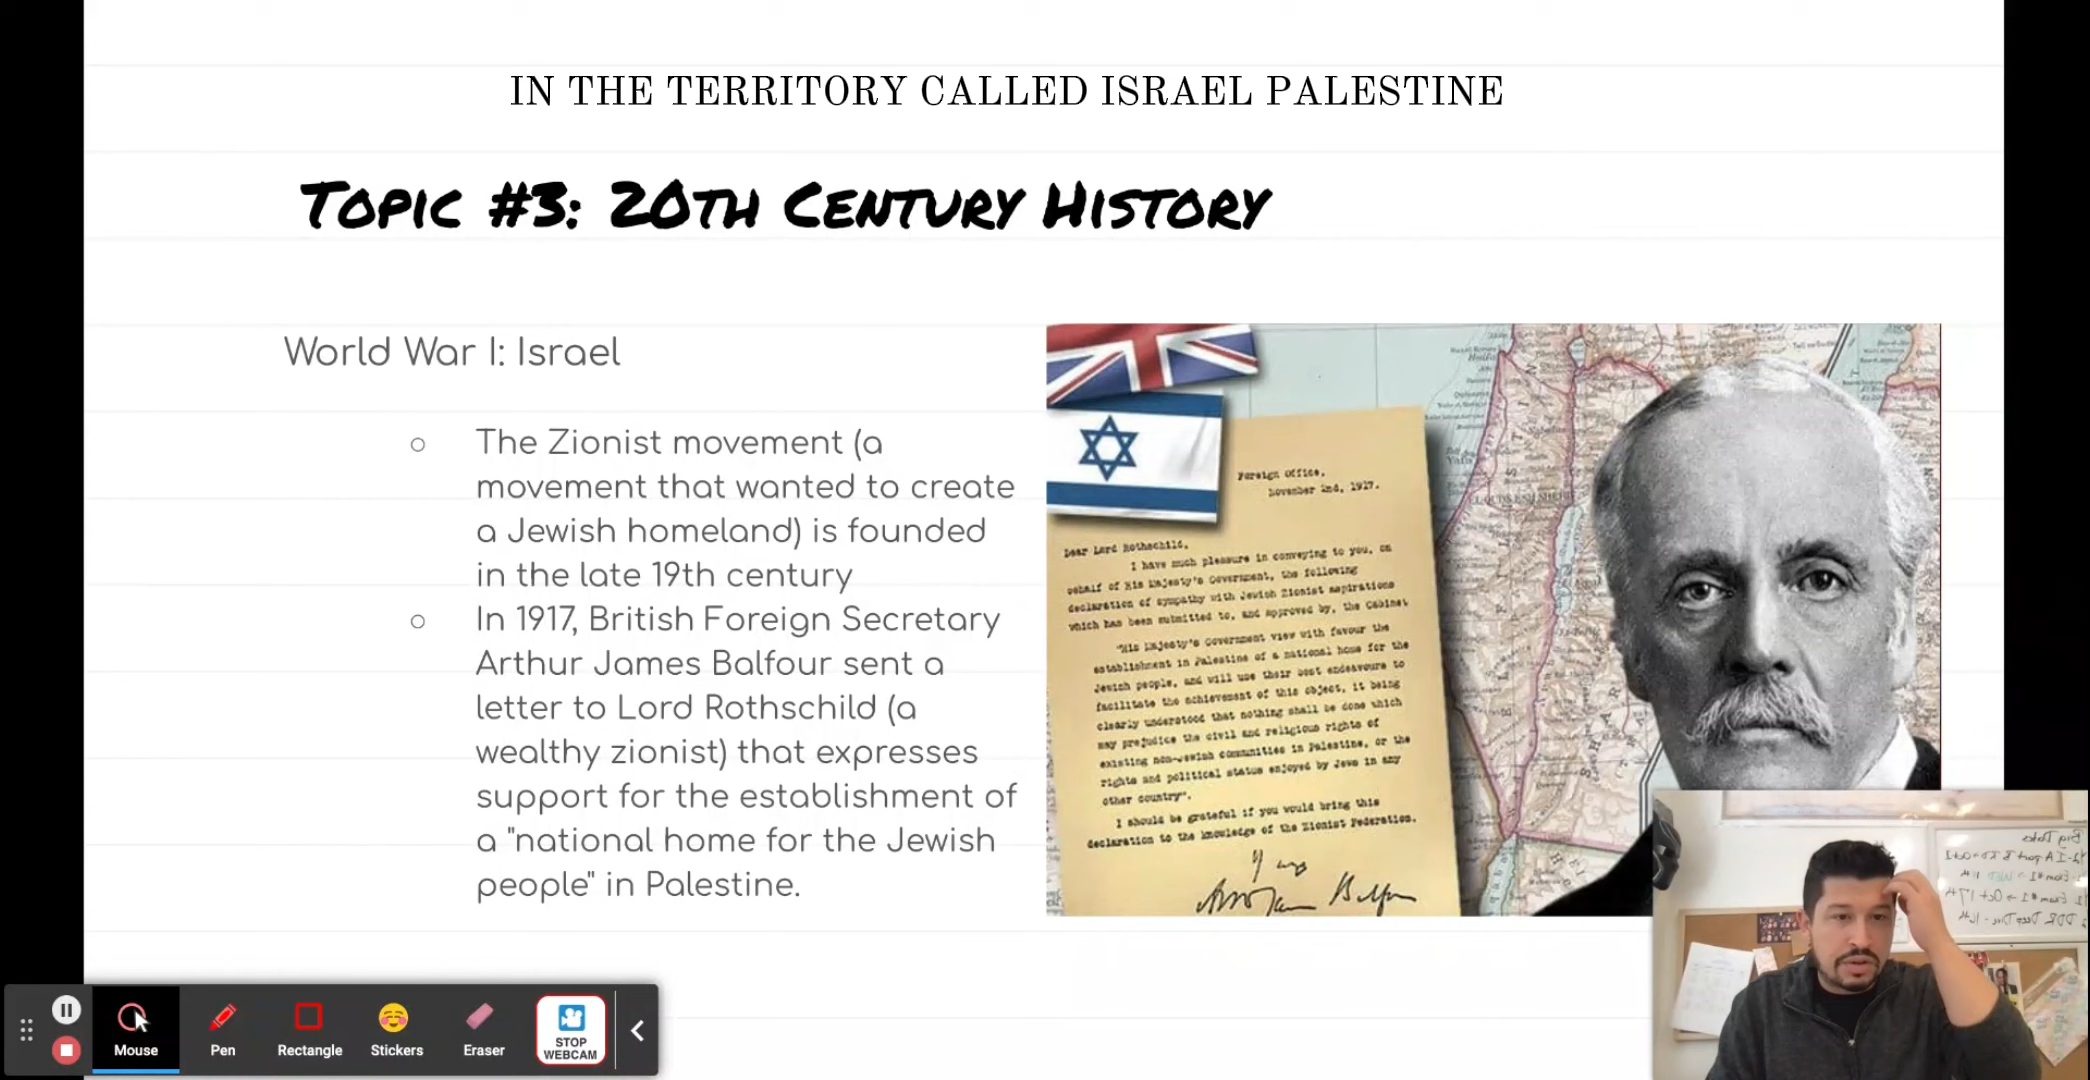 IN THE TERRITORY CALLED ISRAEL PALESTINE
TOPIC #3: 20TH CENTURY HISTORY
World War I: Israel
The Zionist movement (a
movement that wanted to create
a Jewish homeland) is founded
in the late 19th century
In 1917, British Foreign Secretary
Arthur James Balfour sent a
letter to Lord Rothschild (a
wealthy zionist) that expresses
support for the establishment of
a "national home for the Jewish
people" in Palestine.
Foreign Office,
November 2nd, 1917.
Dear Lord Rothschild,
I have much pleasure in conveying to you, on
behalf of His Majesty's Government, the following
declaration of sympathy with Jewish Zionist aspirations
which has been submitted to, and approved by, the Cabinet
"His Majesty's Government view with favour the
establishment in Palestine of a national home for the
Jewish people, and will use their best endeavours to
facilitate the achievement of this object, it being
clearly understood that nothing shall be done which
may prejudice the civil and religious rights of
existing non-Jewish communities in Palestine, or the
rights and political status enjoyed by Jews in any
other country".
I should be grateful if you would bring this
declaration to the knowledge of the Zionist Federation.
Mouse
Pen
Rectangle
Stickers
Eraser
STOP
WEBCAM